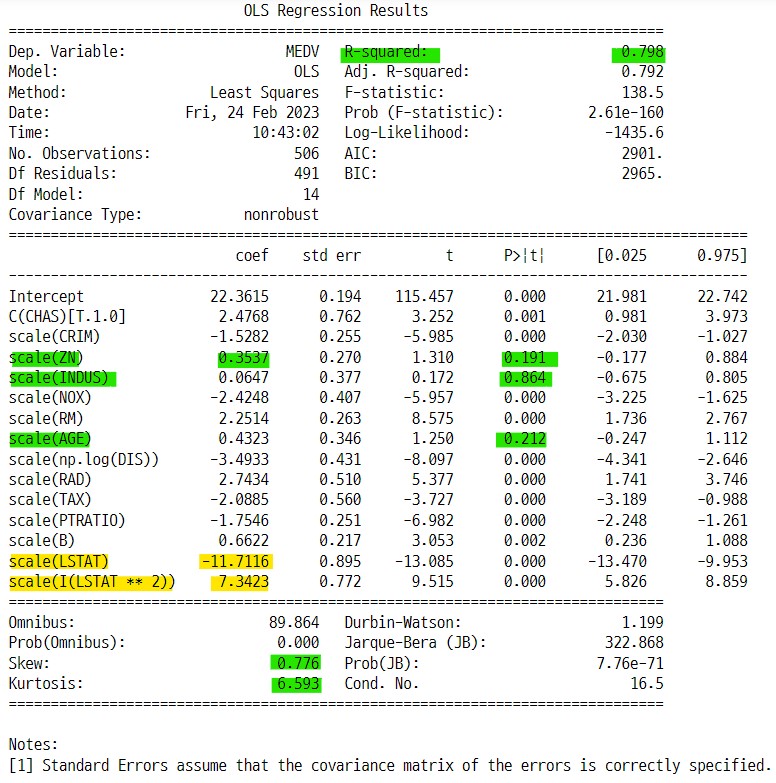 OLS Regression Results
==============================================================================
Dep. Variable: MEDV R-squared: 0.798
Model: OLS Adj. R-squared: 0.792
Method: Least Squares F-statistic: 138.5
Date: Fri, 24 Feb 2023 Prob (F-statistic): 2.61e-160
Time: 10:43:02 Log-Likelihood: -1435.6
No. Observations: 506 AIC: 2901.
Df Residuals: 491 BIC: 2965.
Df Model: 14
Covariance Type: nonrobust
==============================================================================
coef std err t P>|t| [0.025 0.975]
------------------------------------------------------------------------------
Intercept 22.3615 0.194 115.457 0.000 21.981 22.742
C(CHAS)[T.1.0] 2.4768 0.762 3.252 0.001 0.981 3.973
scale(CRIM) -1.5282 0.255 -5.985 0.000 -2.030 -1.027
scale(ZN) 0.3537 0.270 1.310 0.191 -0.177 0.884
scale(INDUS) 0.0647 0.377 0.172 0.864 -0.675 0.805
scale(NOX) -2.4248 0.407 -5.957 0.000 -3.225 -1.625
scale(RM) 2.2514 0.263 8.575 0.000 1.736 2.767
scale(AGE) 0.4323 0.346 1.250 0.212 -0.247 1.112
scale(np.log(DIS)) -3.4933 0.431 -8.097 0.000 -4.341 -2.646
scale(RAD) 2.7434 0.510 5.377 0.000 1.741 3.746
scale(TAX) -2.0885 0.560 -3.727 0.000 -3.189 -0.988
scale(PTRATIO) -1.7546 0.251 -6.982 0.000 -2.248 -1.261
scale(B) 0.6622 0.217 3.053 0.002 0.236 1.088
scale(LSTAT) -11.7116 0.895 -13.085 0.000 -13.470 -9.953
scale(I(LSTAT ** 2)) 7.3423 0.772 9.515 0.000 5.826 8.859
==============================================================================
Omnibus: 89.864 Durbin-Watson: 1.199
Prob(Omnibus): 0.000 Jarque-Bera (JB): 322.868
Skew: 0.776 Prob(JB): 7.76e-71
Kurtosis: 6.593 Cond. No. 16.5
==============================================================================
Notes:
[1] Standard Errors assume that the covariance matrix of the errors is correctly specified.